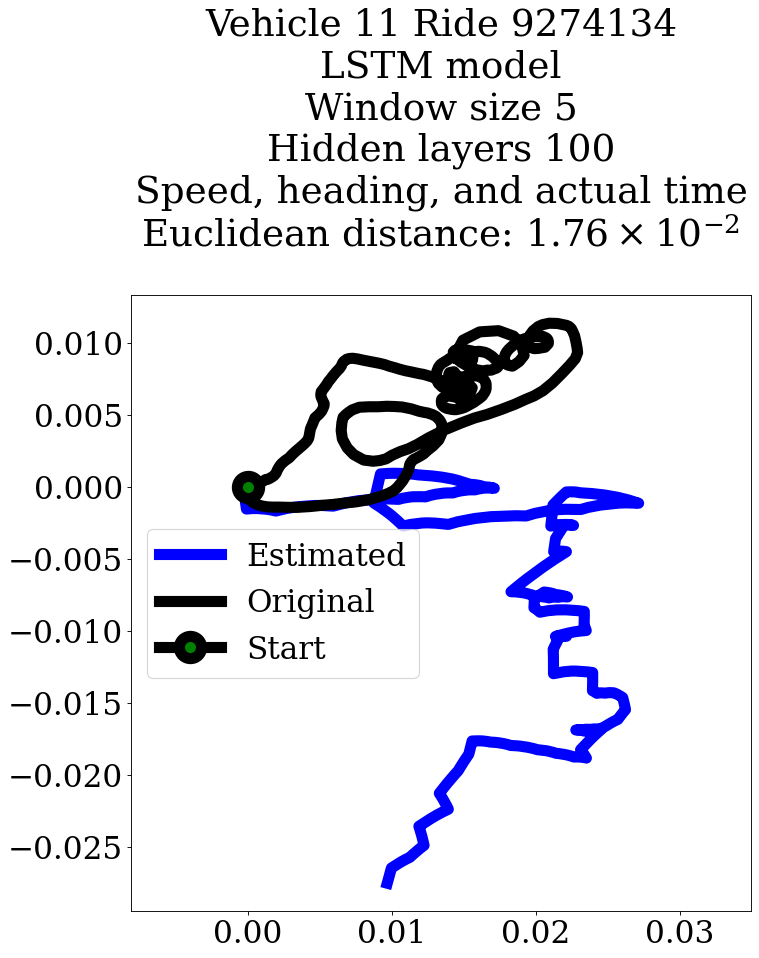 Vehicle 11 Ride 9274134
LSTM model
Window size 5
Hidden layers 100
Speed, heading, and actual time
Euclidean distance: 1.76 × 10⁻²
0.010
0.005
0.000
−0.005
−0.010
−0.015
−0.020
−0.025
Estimated
Original
Start
0.00 0.01 0.02 0.03